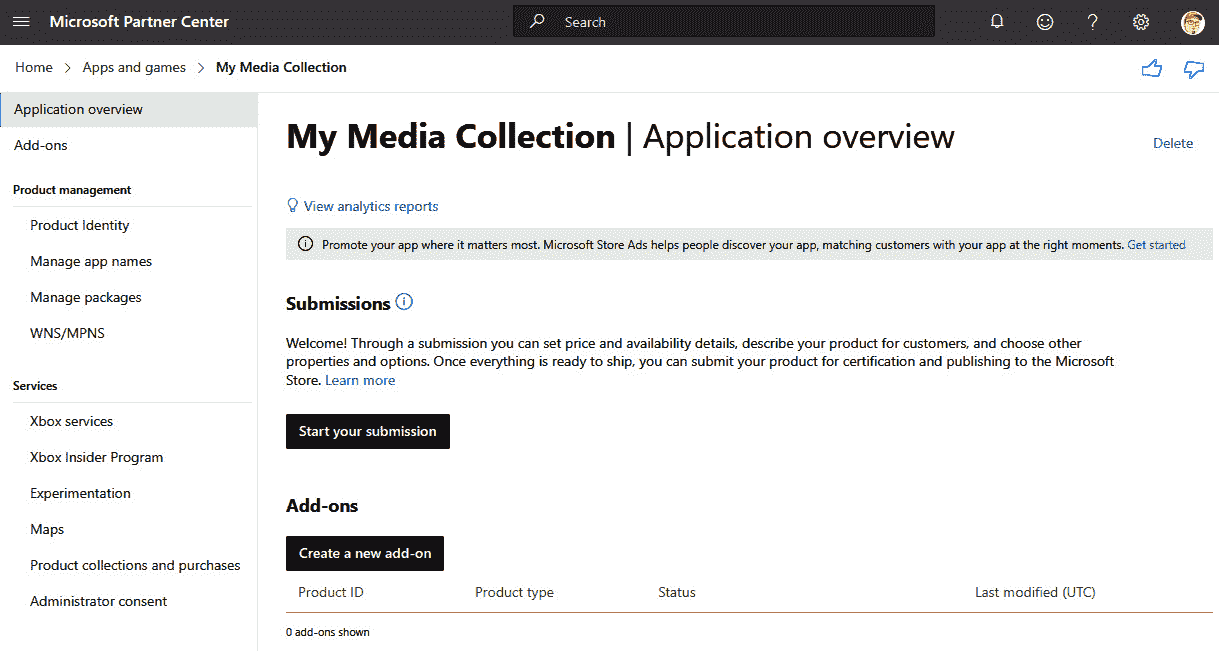 Microsoft Partner Center
Search
Home > Apps and games > My Media Collection
Application overview
Add-ons
Product management
Product Identity
Manage app names
Manage packages
WNS/MPNS
Services
Xbox services
Xbox Insider Program
Experimentation
Maps
Product collections and purchases
Administrator consent
My Media Collection | Application overview
Delete
View analytics reports
Promote your app where it matters most. Microsoft Store Ads helps people discover your app, matching customers with your app at the right moments. Get started
Submissions
Welcome! Through a submission you can set price and availability details, describe your product for customers, and choose other
properties and options. Once everything is ready to ship, you can submit your product for certification and publishing to the Microsoft
Store. Learn more
Start your submission
Add-ons
Create a new add-on
Product ID Product type Status Last modified (UTC)
0 add-ons shown